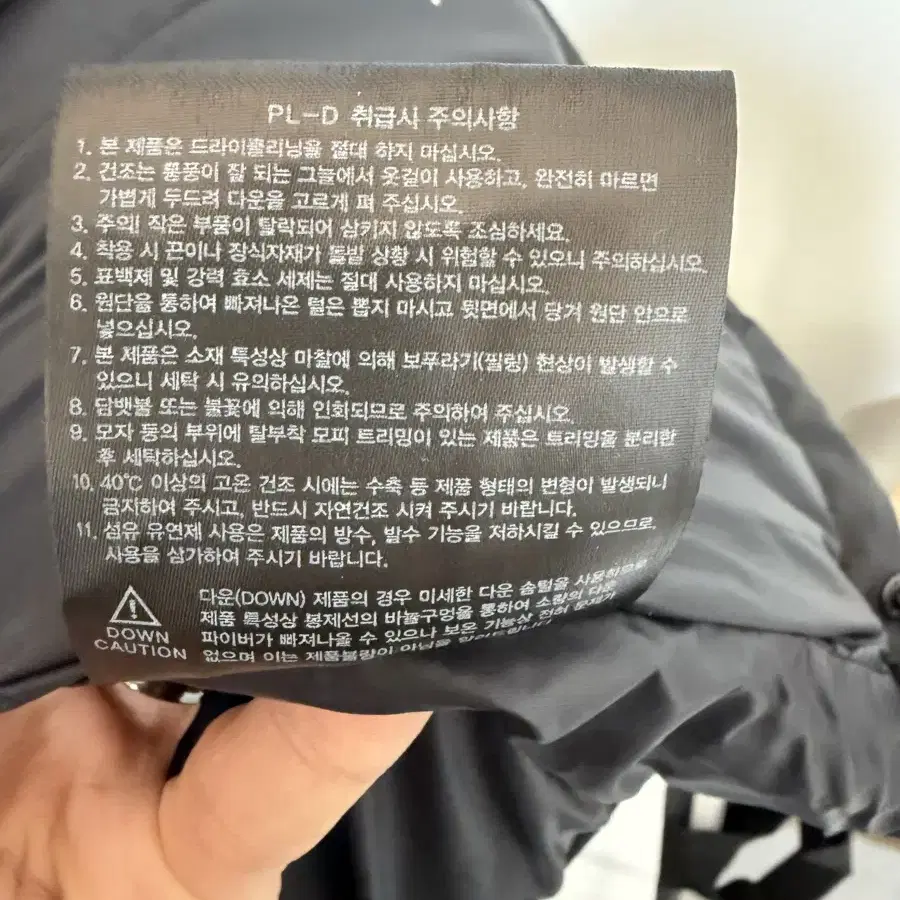 PL-D 취급시 주의사항
1. 본 제품은 드라이클리닝을 절대 하지 마십시오.
2. 건조는 통풍이 잘 되는 그늘에서 옷걸이 사용하고, 완전히 마르면
가볍게 두드려 다운을 고르게 펴 주십시오.
3. 주의! 작은 부품이 탈락되어 삼키지 않도록 조심하세요.
4. 착용 시 끈이나 장식자재가 돌발 상황 시 위험할 수 있으니 주의하십시오.
5. 표백제 및 강력 효소 세제는 절대 사용하지 마십시오.
6. 원단을 통하여 빠져나온 털은 뽑지 마시고 뒷면에서 당겨 원단 안으로
넣으십시오.
7. 본 제품은 소재 특성상 마찰에 의해 보푸라기(필링) 현상이 발생할 수
있으니 세탁 시 유의하십시오.
8. 담뱃불 또는 불꽃에 의해 인화되므로 주의하여 주십시오.
9. 모자 등의 부위에 탈부착 모피 트리밍이 있는 제품은 트리밍을 분리한
후 세탁하십시오.
10. 40℃ 이상의 고온 건조 시에는 수축 등 제품 형태의 변형이 발생되니
금지하여 주시고, 반드시 자연건조 시켜 주시기 바랍니다.
11. 섬유 유연제 사용은 제품의 방수, 발수 기능을 저하시킬 수 있으므로,
사용을 삼가하여 주시기 바랍니다.
DOWN
CAUTION
다운(DOWN) 제품의 경우 미세한 다운 솜털을 사용하므로
제품 특성상 봉제선의 바늘구멍을 통하여 소량의 다운
파이버가 빠져나올 수 있으나 보온 기능상 전혀 문제가
없으며 이는 제품불량이 아님을